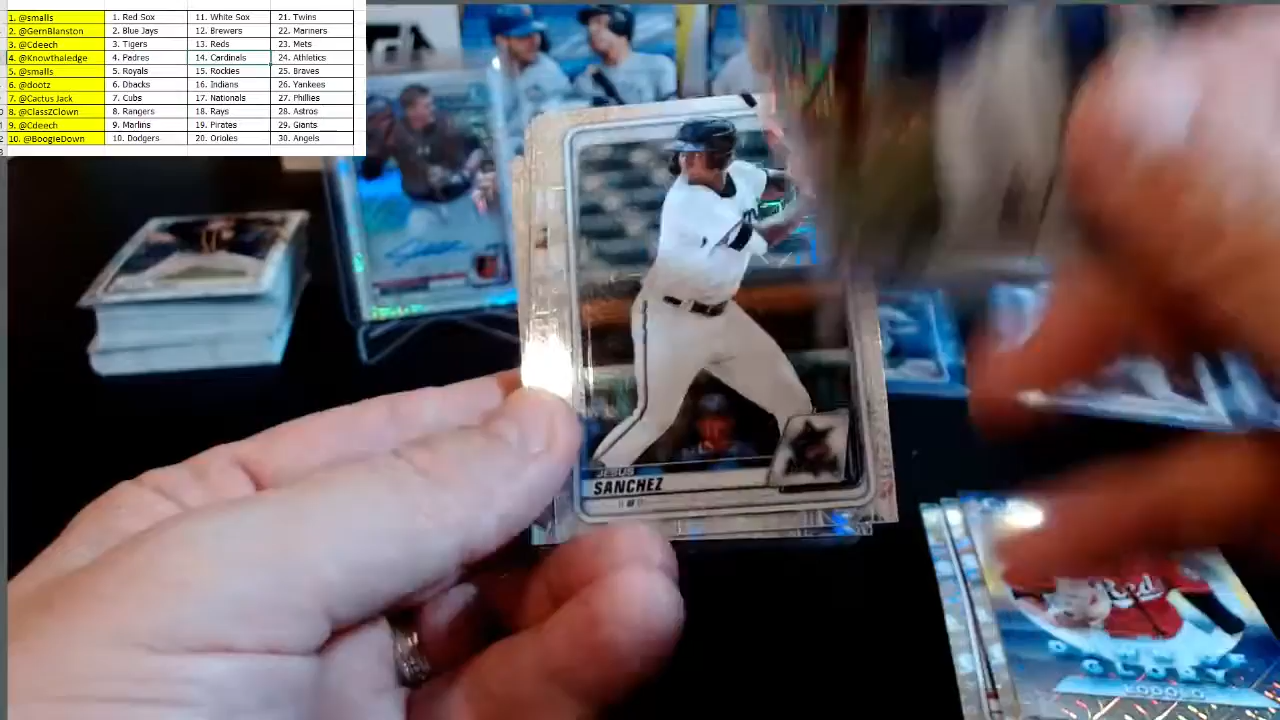 1. @smalls 1. Red Sox 11. White Sox 21. Twins
2. @GernBlanston 2. Blue Jays 12. Brewers 22. Mariners
3. @Cdeech 3. Tigers 13. Reds 23. Mets
4. @Knowthaledge 4. Padres 14. Cardinals 24. Athletics
5. @smalls 5. Royals 15. Rockies 25. Braves
6. @dootz 6. Dbacks 16. Indians 26. Yankees
7. @Cactus Jack 7. Cubs 17. Nationals 27. Phillies
8. @ClassZClown 8. Rangers 18. Rays 28. Astros
9. @Cdeech 9. Marlins 19. Pirates 29. Giants
10. @BoogieDown 10. Dodgers 20. Orioles 30. Angels
JESUS
SANCHEZ
GLORY
LODOLO